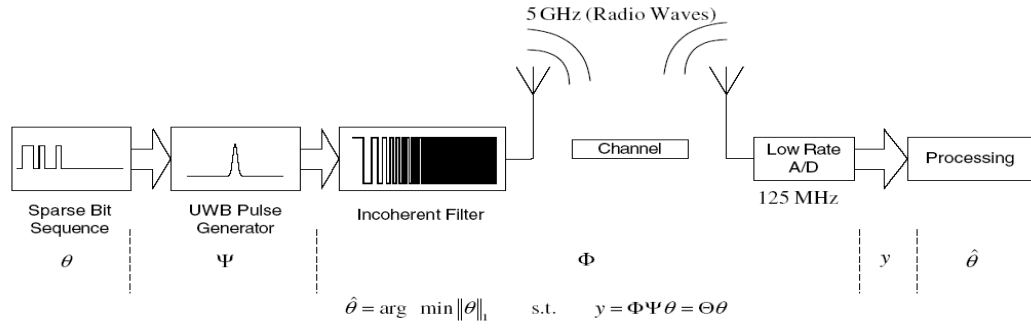 5 GHz (Radio Waves)
Channel
Low Rate
A/D
Processing
125 MHz
Sparse Bit
Sequence
UWB Pulse
Generator
Incoherent Filter
θ
Ψ
Φ
y
θ̂
θ̂ = arg min‖θ‖₁ s.t. y = ΦΨθ = Θθ